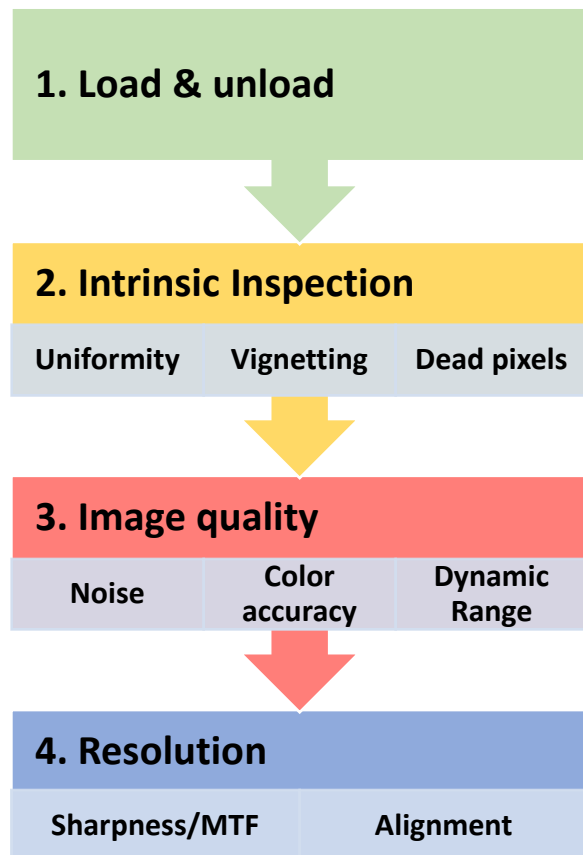 1. Load & unload
2. Intrinsic Inspection
Uniformity
Vignetting
Dead pixels
3. Image quality
Noise
Color
accuracy
Dynamic
Range
4. Resolution
Sharpness/MTF
Alignment